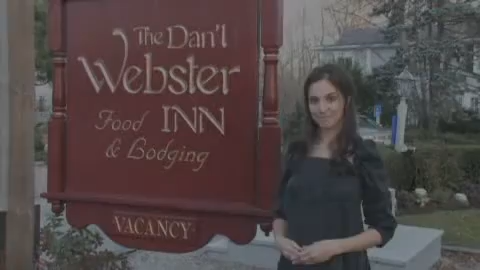 The Dan'l
Webster
INN
Food
& Lodging
VACANCY